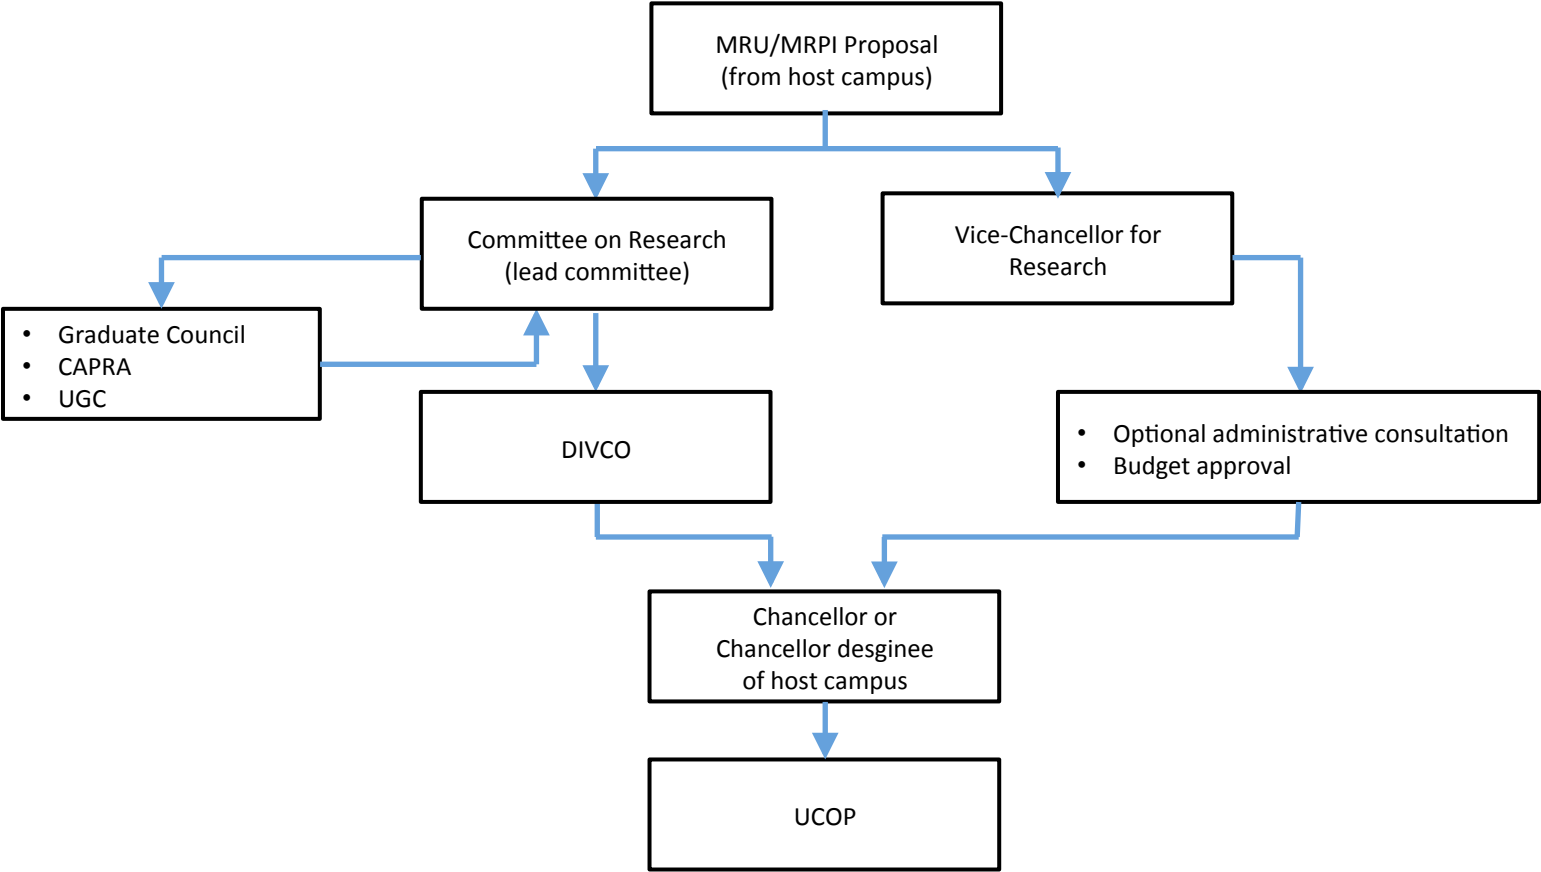 MRU/MRPI Proposal
(from host campus)
Committee on Research
(lead committee)
Vice-Chancellor for
Research
• Graduate Council
• CAPRA
• UGC
DIVCO
• Optional administrative consultation
• Budget approval
Chancellor or
Chancellor desginee
of host campus
UCOP